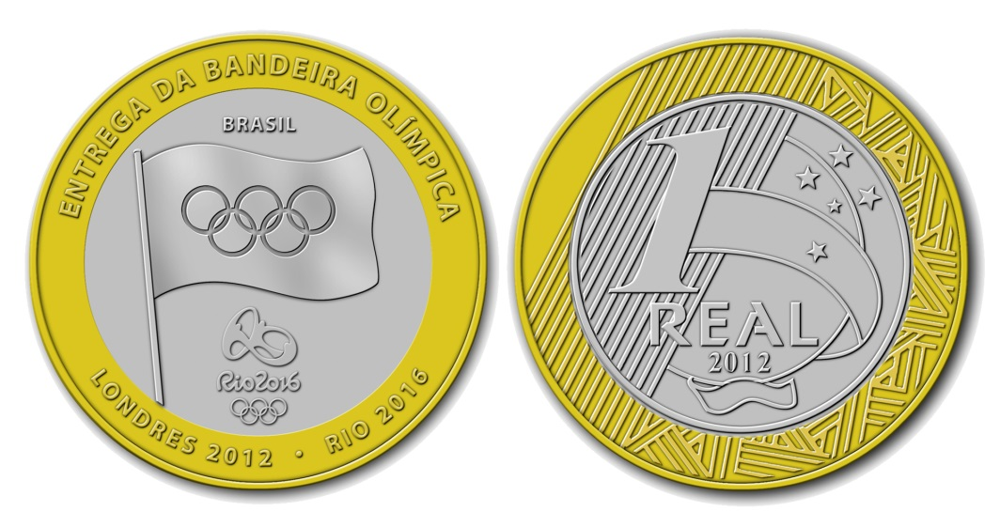 ENTREGA DA BANDEIRA OLÍMPICA
BRASIL
Rio2016
LONDRES 2012 · RIO 2016
1
REAL
2012